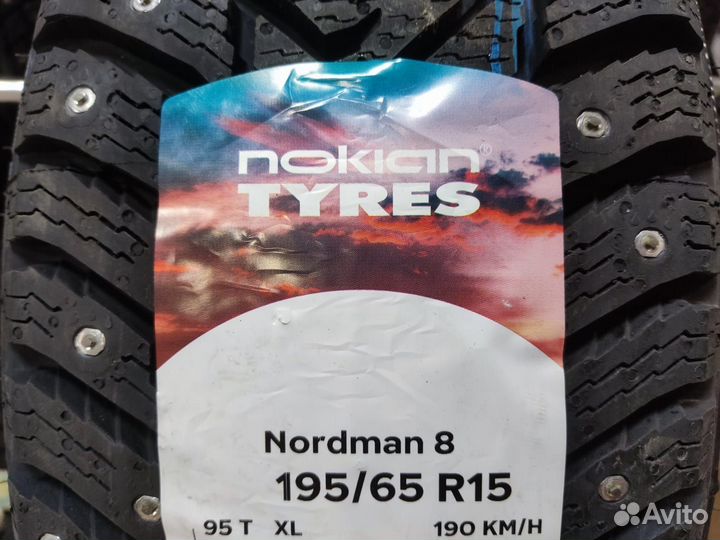 nokian®
TYRES
Nordman 8
195/65 R15
95 T XL 190 KM/H
Avito